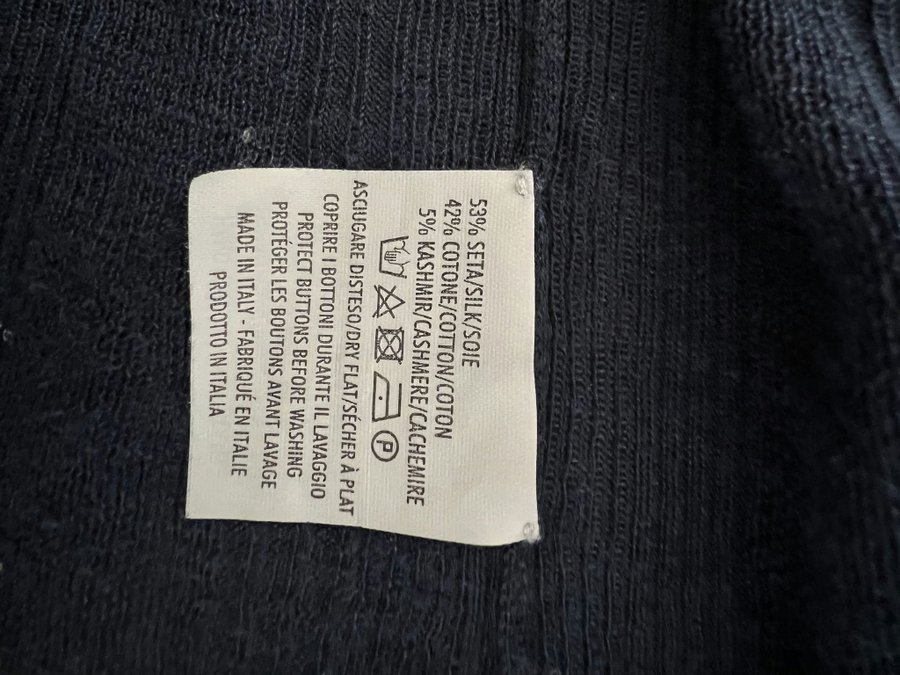 53% SETA/SILK/SOIE
42% COTONE/COTTON/COTON
5% KASHMIR/CASHMERE/CACHEMIRE
P
ASCIUGARE DISTESO/DRY FLAT/SÉCHER À PLAT
COPRIRE I BOTTONI DURANTE IL LAVAGGIO
PROTECT BUTTONS BEFORE WASHING
PROTÉGER LES BOUTONS AVANT LAVAGE
MADE IN ITALY - FABRIQUÉ EN ITALIE
PRODOTTO IN ITALIA